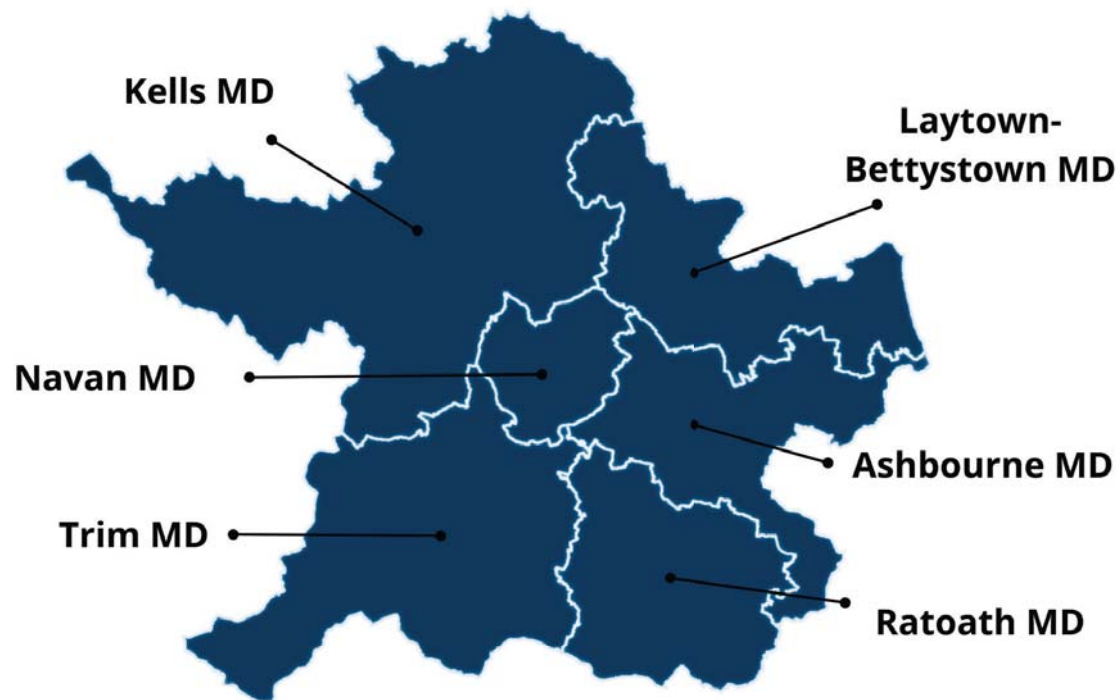 Kells MD
Laytown-
Bettystown MD
Navan MD
Ashbourne MD
Trim MD
Ratoath MD